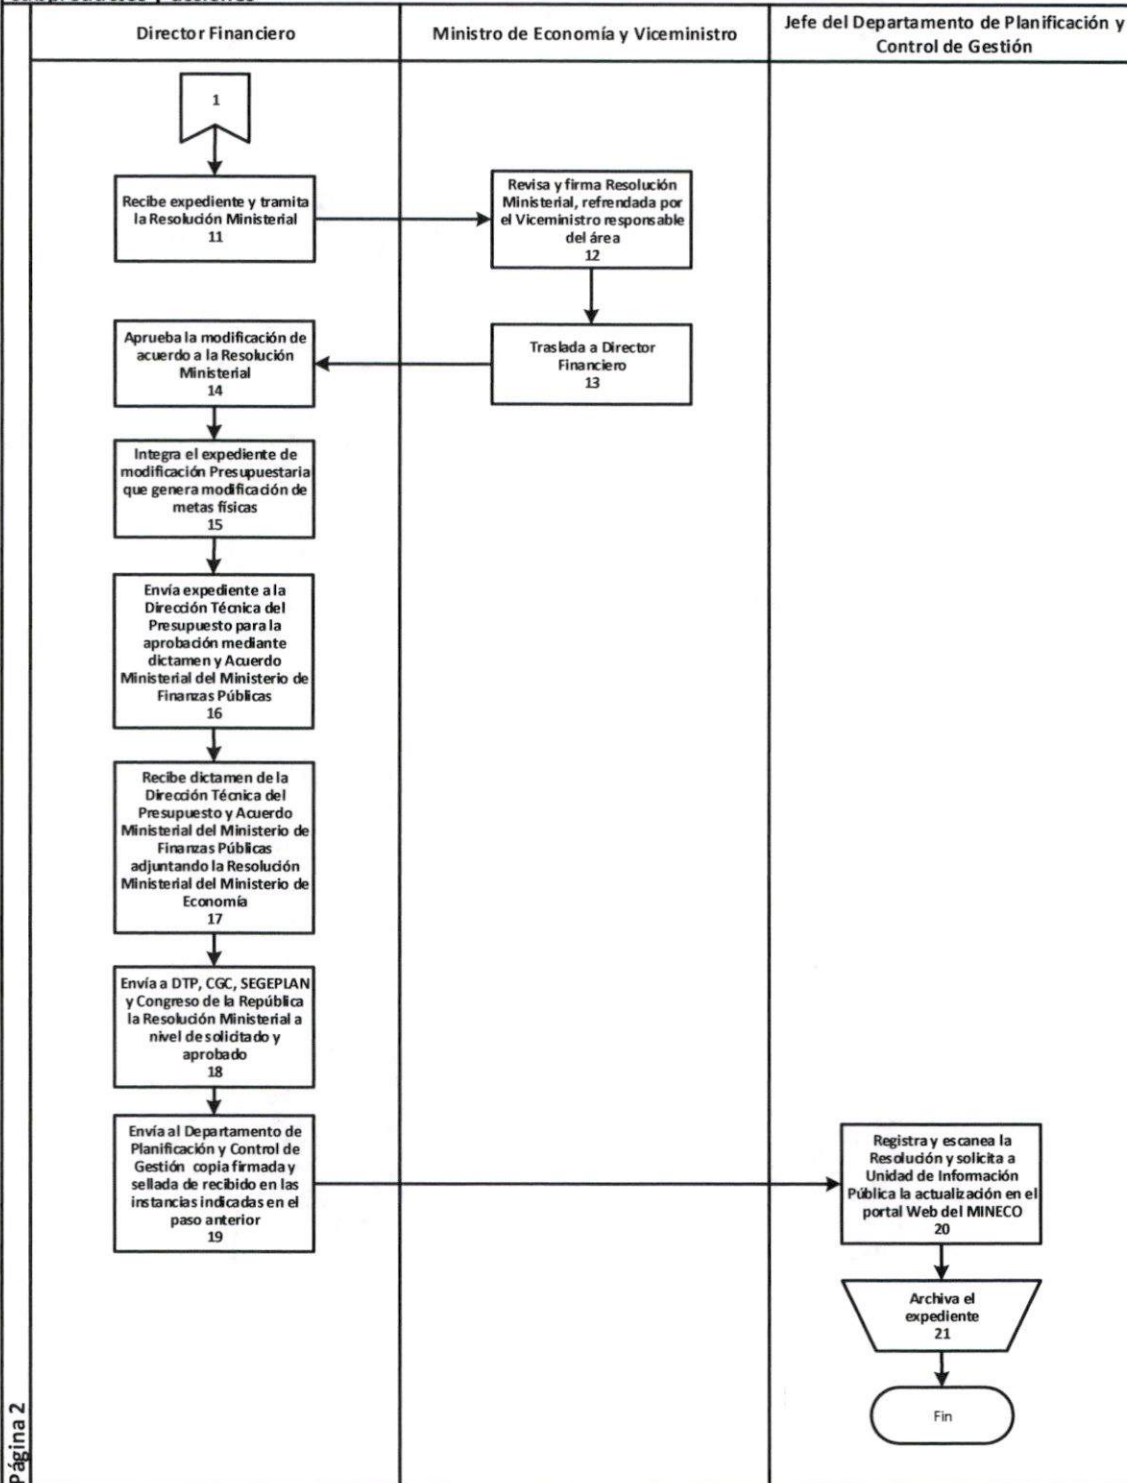 Director Financiero
Ministro de Economía y Viceministro
Jefe del Departamento de Planificación y
Control de Gestión
1
Recibe expediente y tramita
la Resolución Ministerial
11
Revisa y firma Resolución
Ministerial, refrendada por
el Viceministro responsable
del área
12
Traslada a Director
Financiero
13
Aprueba la modificación de
acuerdo a la Resolución
Ministerial
14
Integra el expediente de
modificación Presupuestaria
que genera modificación de
metas físicas
15
Envía expediente a la
Dirección Técnica del
Presupuesto para la
aprobación mediante
dictamen y Acuerdo
Ministerial del Ministerio de
Finanzas Públicas
16
Recibe dictamen de la
Dirección Técnica del
Presupuesto y Acuerdo
Ministerial del Ministerio de
Finanzas Públicas
adjuntando la Resolución
Ministerial del Ministerio de
Economía
17
Envía a DTP, CGC, SEGEPLAN
y Congreso de la República
la Resolución Ministerial a
nivel de solicitado y
aprobado
18
Envía al Departamento de
Planificación y Control de
Gestión copia firmada y
sellada de recibido en las
instancias indicadas en el
paso anterior
19
Registra y escanea la
Resolución y solicita a
Unidad de Información
Pública la actualización en el
portal Web del MINECO
20
Archiva el
expediente
21
Fin
Página 2